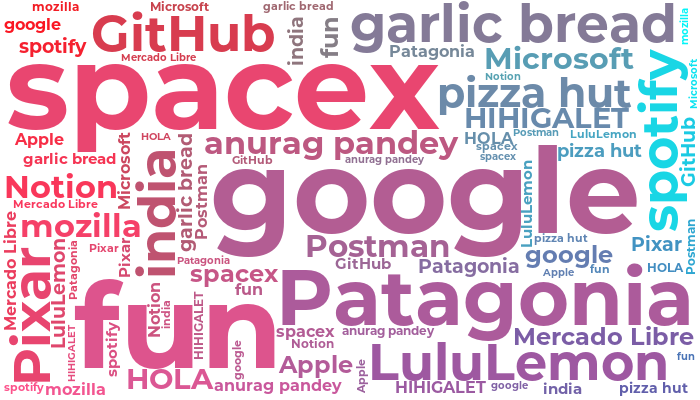 mozilla
Microsoft
garlic bread
google
GitHub
india
fun
garlic bread
mozilla
spotify
Mercado Libre
Patagonia
Microsoft
spotify
Microsoft
spacex
Notion
pizza hut
HIHIGALET
GitHub
Apple
HOLA
anurag pandey
HOLA
Postman
LuluLemon
spacex
spacex
pizza hut
garlic bread
Microsoft
india
garlic bread
GitHub
anurag pandey
google
LuluLemon
Notion
Postman
Mercado Libre
Mercado Libre
mozilla
Pixar
Pixar
LuluLemon
Patagonia
Pixar
Postman
pizza hut
Pixar
Postman
google
Patagonia
GitHub
Patagonia
spacex
fun
Apple
fun
HOLA
Patagonia
fun
Notion
india
HIHIGALET
HIHIGALET
spotify
spacex
anurag pandey
Notion
google
Mercado Libre
LuluLemon
fun
Apple
Apple
HOLA
spotify
mozilla
anurag pandey
HIHIGALET
google
india
pizza hut